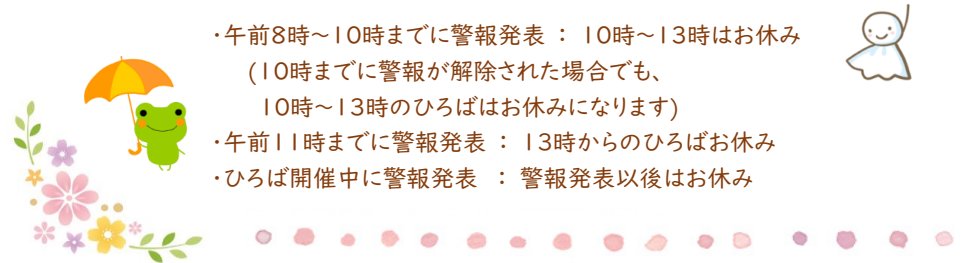 ・午前8時～10時までに警報発表 ： 10時～13時はお休み
(10時までに警報が解除された場合でも、
10時～13時のひろばはお休みになります)
・午前11時までに警報発表 ： 13時からのひろばお休み
・ひろば開催中に警報発表 ： 警報発表以後はお休み